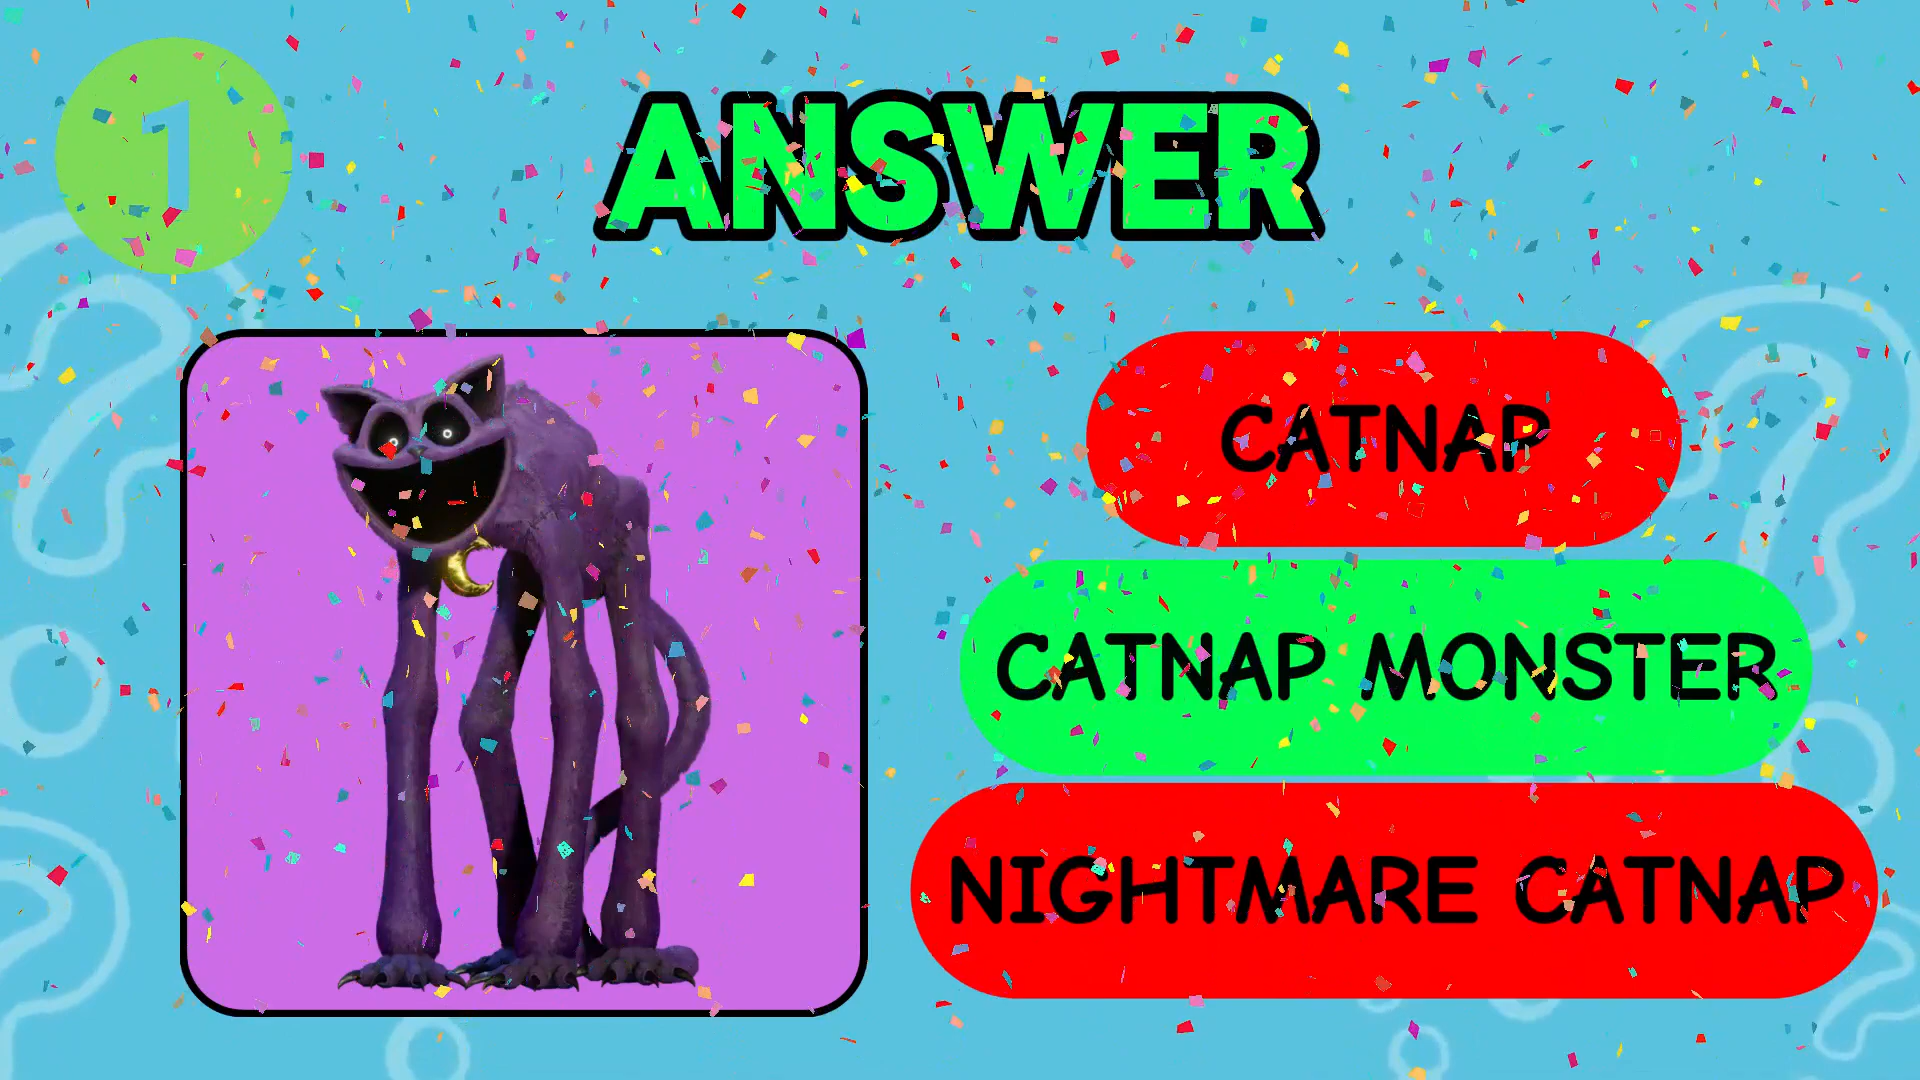 1
ANSWER
CATNAP
CATNAP MONSTER
NIGHTMARE CATNAP